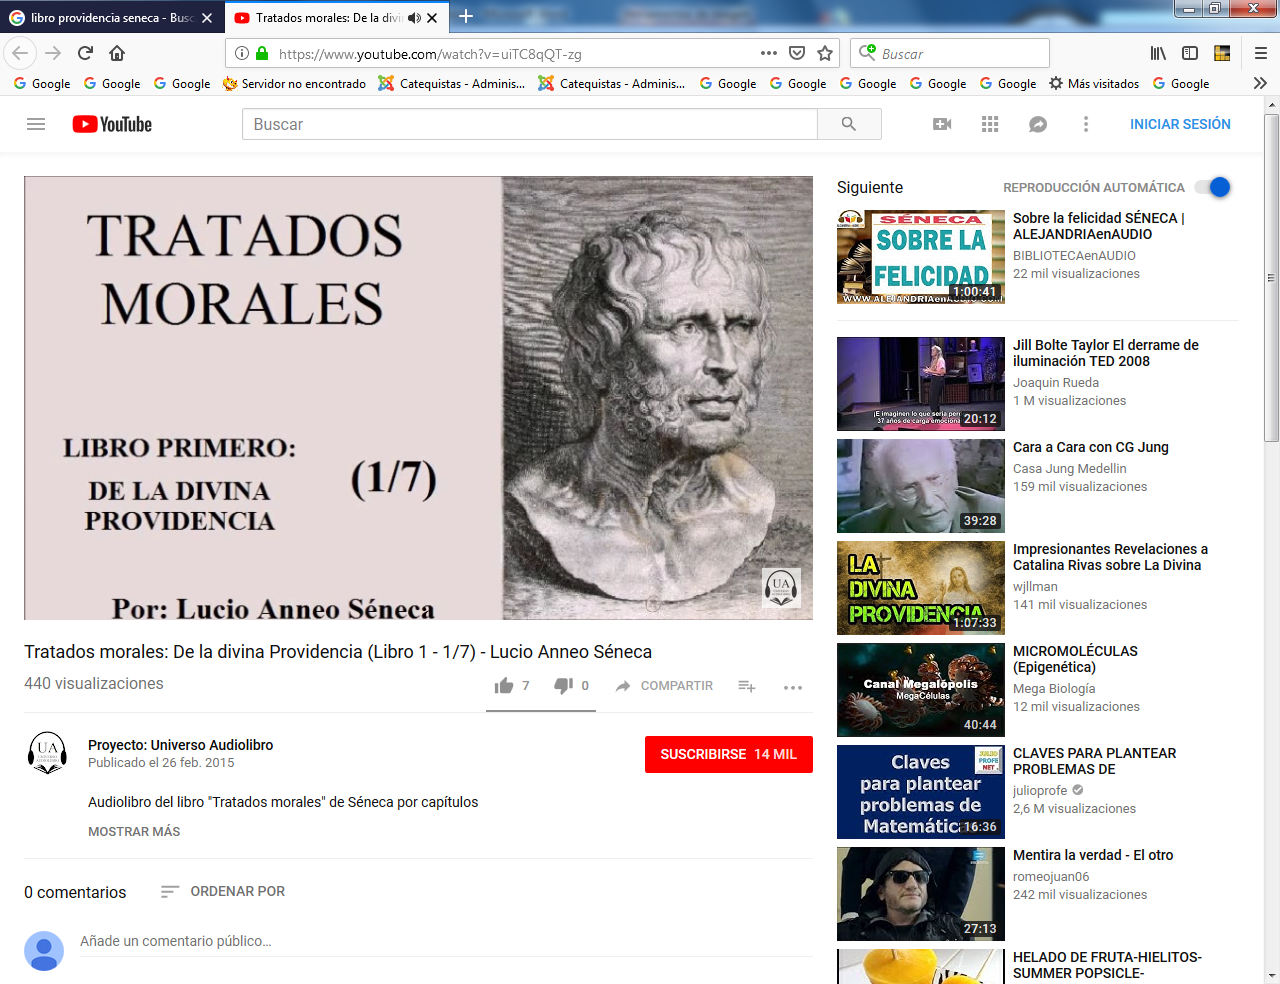 libro providencia seneca - Busc
Tratados morales: De la divin
https://www.youtube.com/watch?v=uiTC8qQT-zg
Buscar
Google
Google
Google
Servidor no encontrado
Catequistas - Adminis...
Catequistas - Adminis...
Google
Google
Google
Google
Google
Más visitados
Google
YouTube
Buscar
INICIAR SESIÓN
TRATADOS
MORALES
LIBRO PRIMERO:
(1/7)
DE LA DIVINA
PROVIDENCIA
Por: Lucio Anneo Séneca
UA
Tratados morales: De la divina Providencia (Libro 1 - 1/7) - Lucio Anneo Séneca
440 visualizaciones
7
0
COMPARTIR
UA
Proyecto: Universo Audiolibro
Publicado el 26 feb. 2015
SUSCRIBIRSE 14 MIL
Audiolibro del libro "Tratados morales" de Séneca por capítulos
MOSTRAR MÁS
0 comentarios
ORDENAR POR
Añade un comentario público...
Siguiente
REPRODUCCIÓN AUTOMÁTICA
SÉNECA
SOBRE LA
FELICIDAD
1:00:41
Sobre la felicidad SÉNECA |
ALEJANDRIAenAUDIO
BIBLIOTECAenAUDIO
22 mil visualizaciones
20:12
Jill Bolte Taylor El derrame de
iluminación TED 2008
Joaquin Rueda
1 M visualizaciones
39:28
Cara a Cara con CG Jung
Casa Jung Medellin
159 mil visualizaciones
LA
DIVINA
PROVIDENCIA
1:07:33
Impresionantes Revelaciones a
Catalina Rivas sobre La Divina
wjllman
141 mil visualizaciones
Canal Megalópolis
MegaCélulas
40:44
MICROMOLÉCULAS
(Epigenética)
Mega Biología
12 mil visualizaciones
Claves
para plantear
problemas de
16:36
CLAVES PARA PLANTEAR
PROBLEMAS DE
julioprofe
2,6 M visualizaciones
27:13
Mentira la verdad - El otro
romeojuan06
242 mil visualizaciones
HELADO DE FRUTA-HIELITOS-
SUMMER POPSICLE-